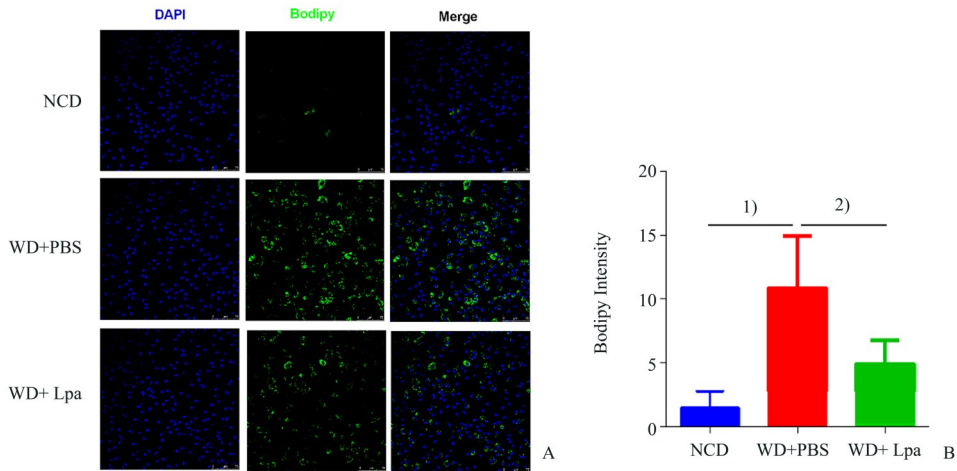 DAPI Bodipy Merge
NCD
WD+PBS
WD+ Lpa
A
20
15
10
5
0
Bodipy Intensity
1) 2)
NCD WD+PBS WD+ Lpa
B